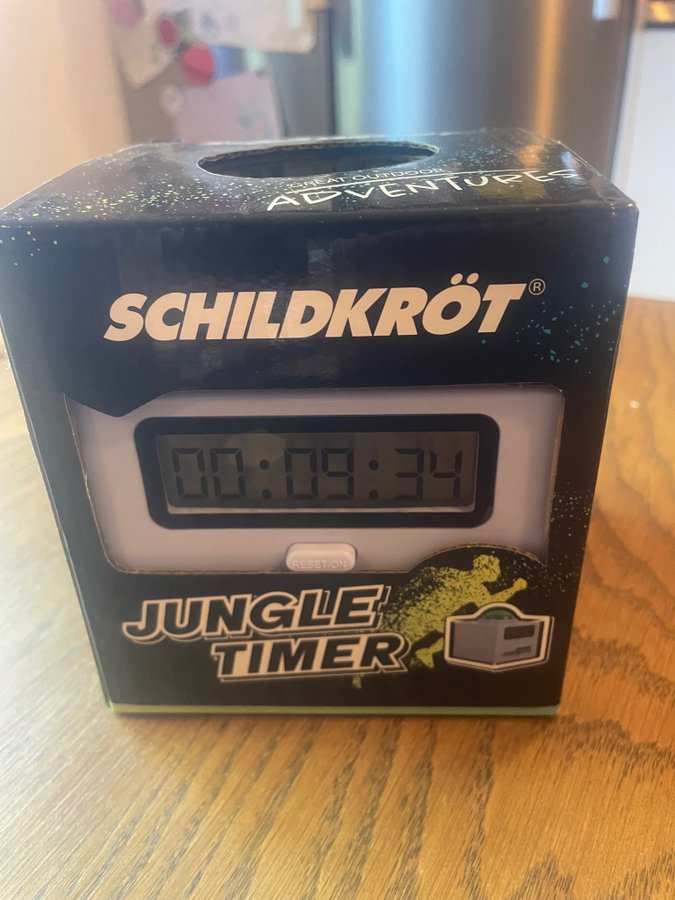 GREAT OUTDOOR
ADVENTURES
SCHILDKRÖT®
00:09:34
RESET/ON
JUNGLE
TIMER